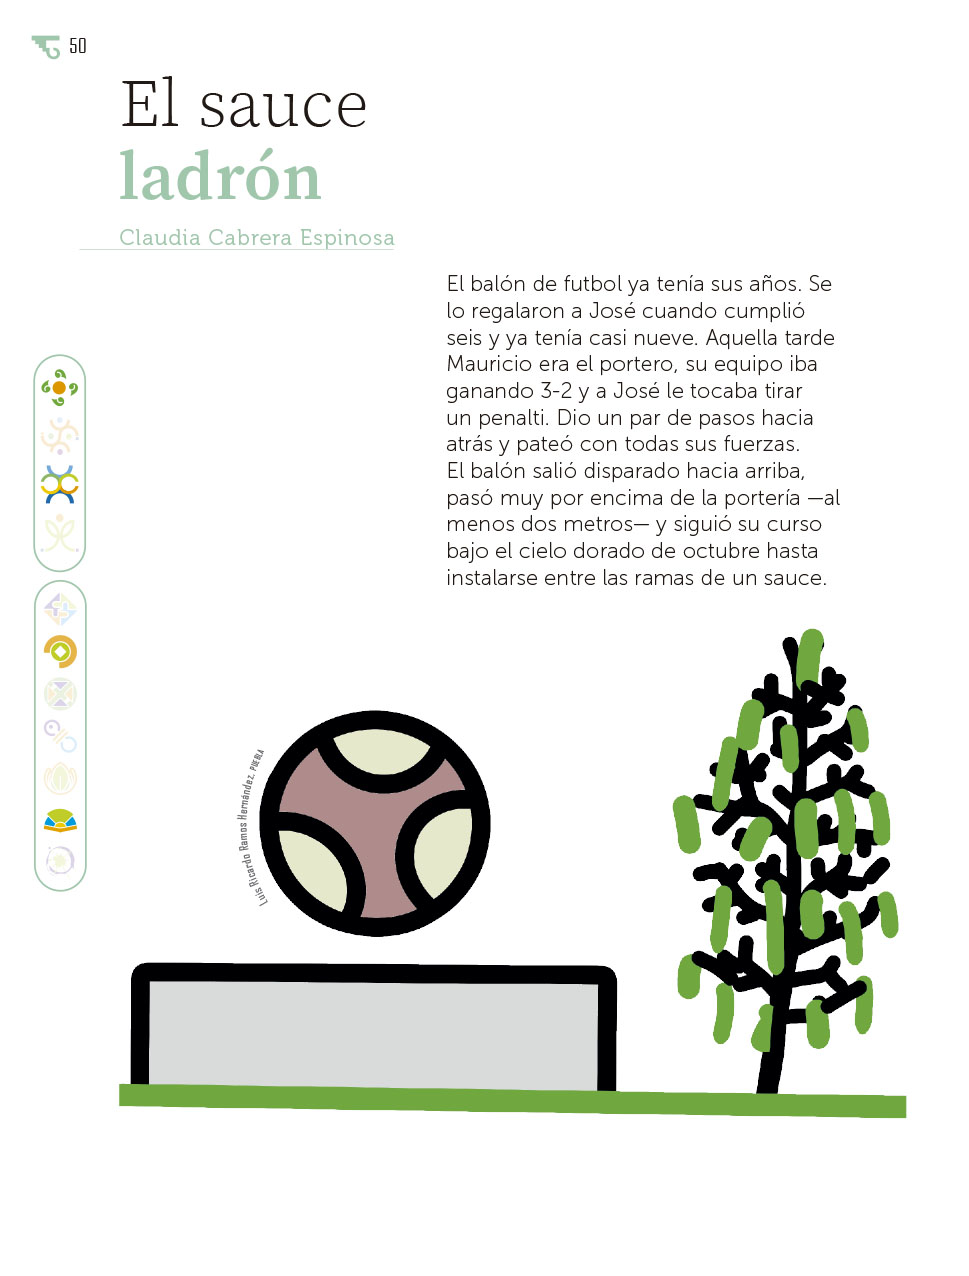 50
El sauce
ladrón
Claudia Cabrera Espinosa
El balón de futbol ya tenía sus años. Se
lo regalaron a José cuando cumplió
seis y ya tenía casi nueve. Aquella tarde
Mauricio era el portero, su equipo iba
ganando 3-2 y a José le tocaba tirar
un penalti. Dio un par de pasos hacia
atrás y pateó con todas sus fuerzas.
El balón salió disparado hacia arriba,
pasó muy por encima de la portería —al
menos dos metros— y siguió su curso
bajo el cielo dorado de octubre hasta
instalarse entre las ramas de un sauce.
Luis Ricardo Ramos Hernández. PUEBLA